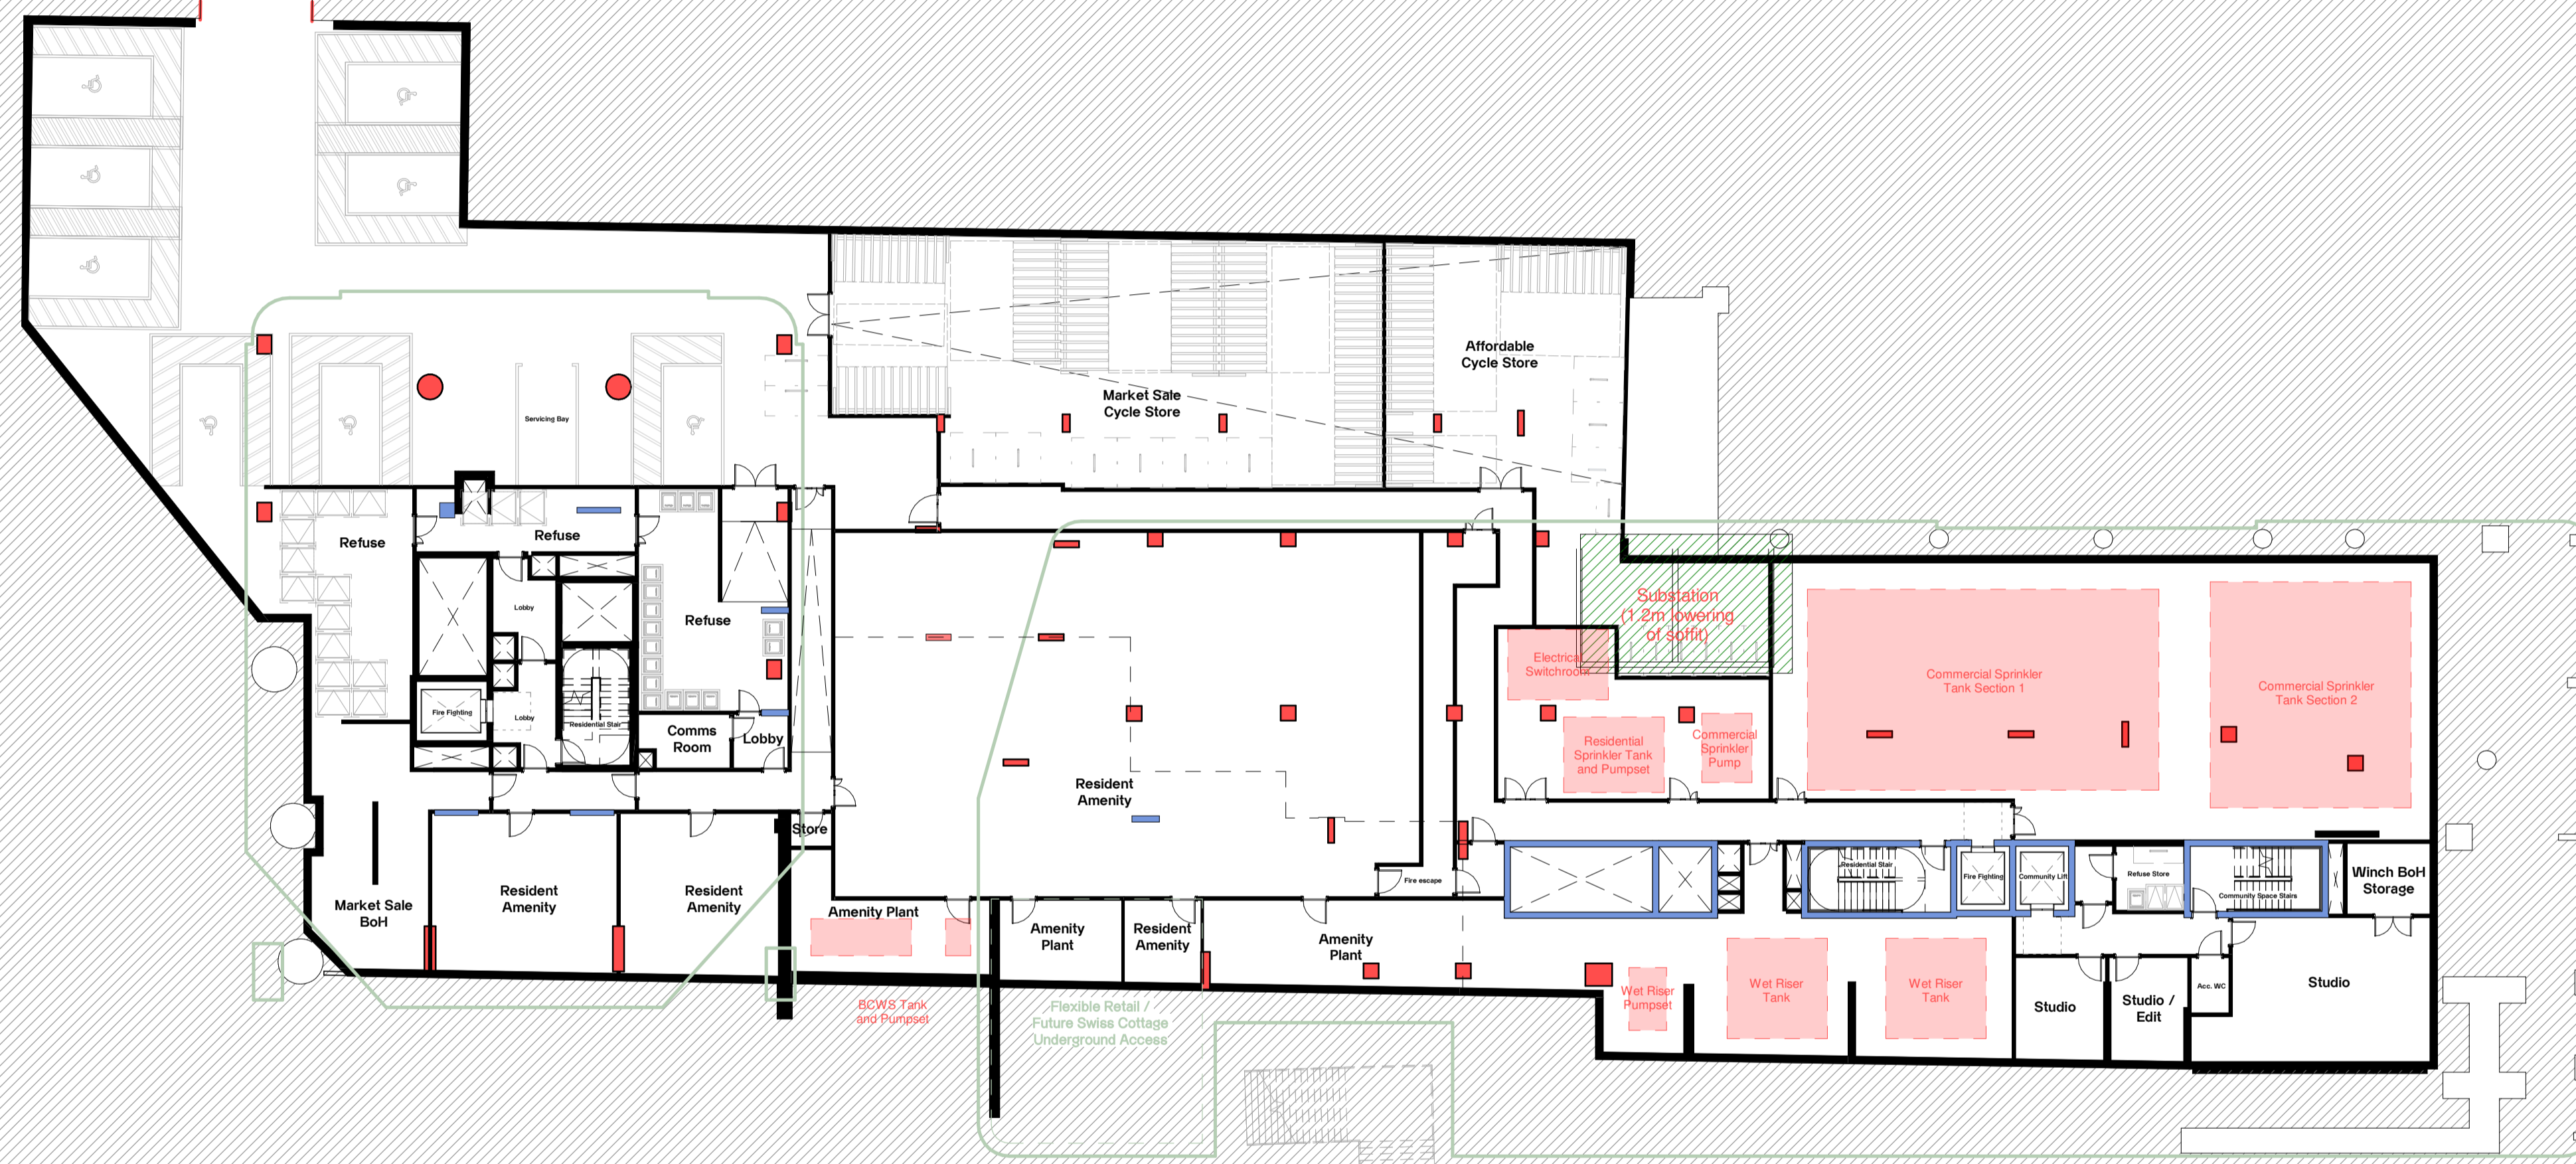 Servicing Bay
Market Sale
Cycle Store
Affordable
Cycle Store
Refuse
Refuse
Refuse
Lobby
Fire Fighting
Lobby
Residential Stair
Comms
Room
Lobby
Substation
(1.2m lowering
of soffit)
Electrical
Switchroom
Residential
Sprinkler Tank
and Pumpset
Commercial
Sprinkler
Pump
Commercial Sprinkler
Tank Section 1
Commercial Sprinkler
Tank Section 2
Resident
Amenity
Store
Market Sale
BoH
Resident
Amenity
Resident
Amenity
Amenity Plant
BCWS Tank
and Pumpset
Amenity
Plant
Resident
Amenity
Amenity
Plant
Fire escape
Flexible Retail /
Future Swiss Cottage
Underground Access
Residential Stair
Fire Fighting
Community Lift
Refuse Store
Community Space Stairs
Winch BoH
Storage
Wet Riser
Pumpset
Wet Riser
Tank
Wet Riser
Tank
Studio
Studio /
Edit
Acc. WC
Studio